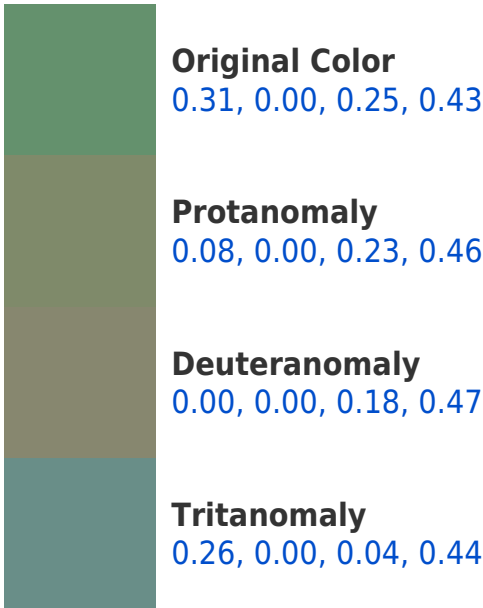 Original Color
0.31, 0.00, 0.25, 0.43
Protanomaly
0.08, 0.00, 0.23, 0.46
Deuteranomaly
0.00, 0.00, 0.18, 0.47
Tritanomaly
0.26, 0.00, 0.04, 0.44